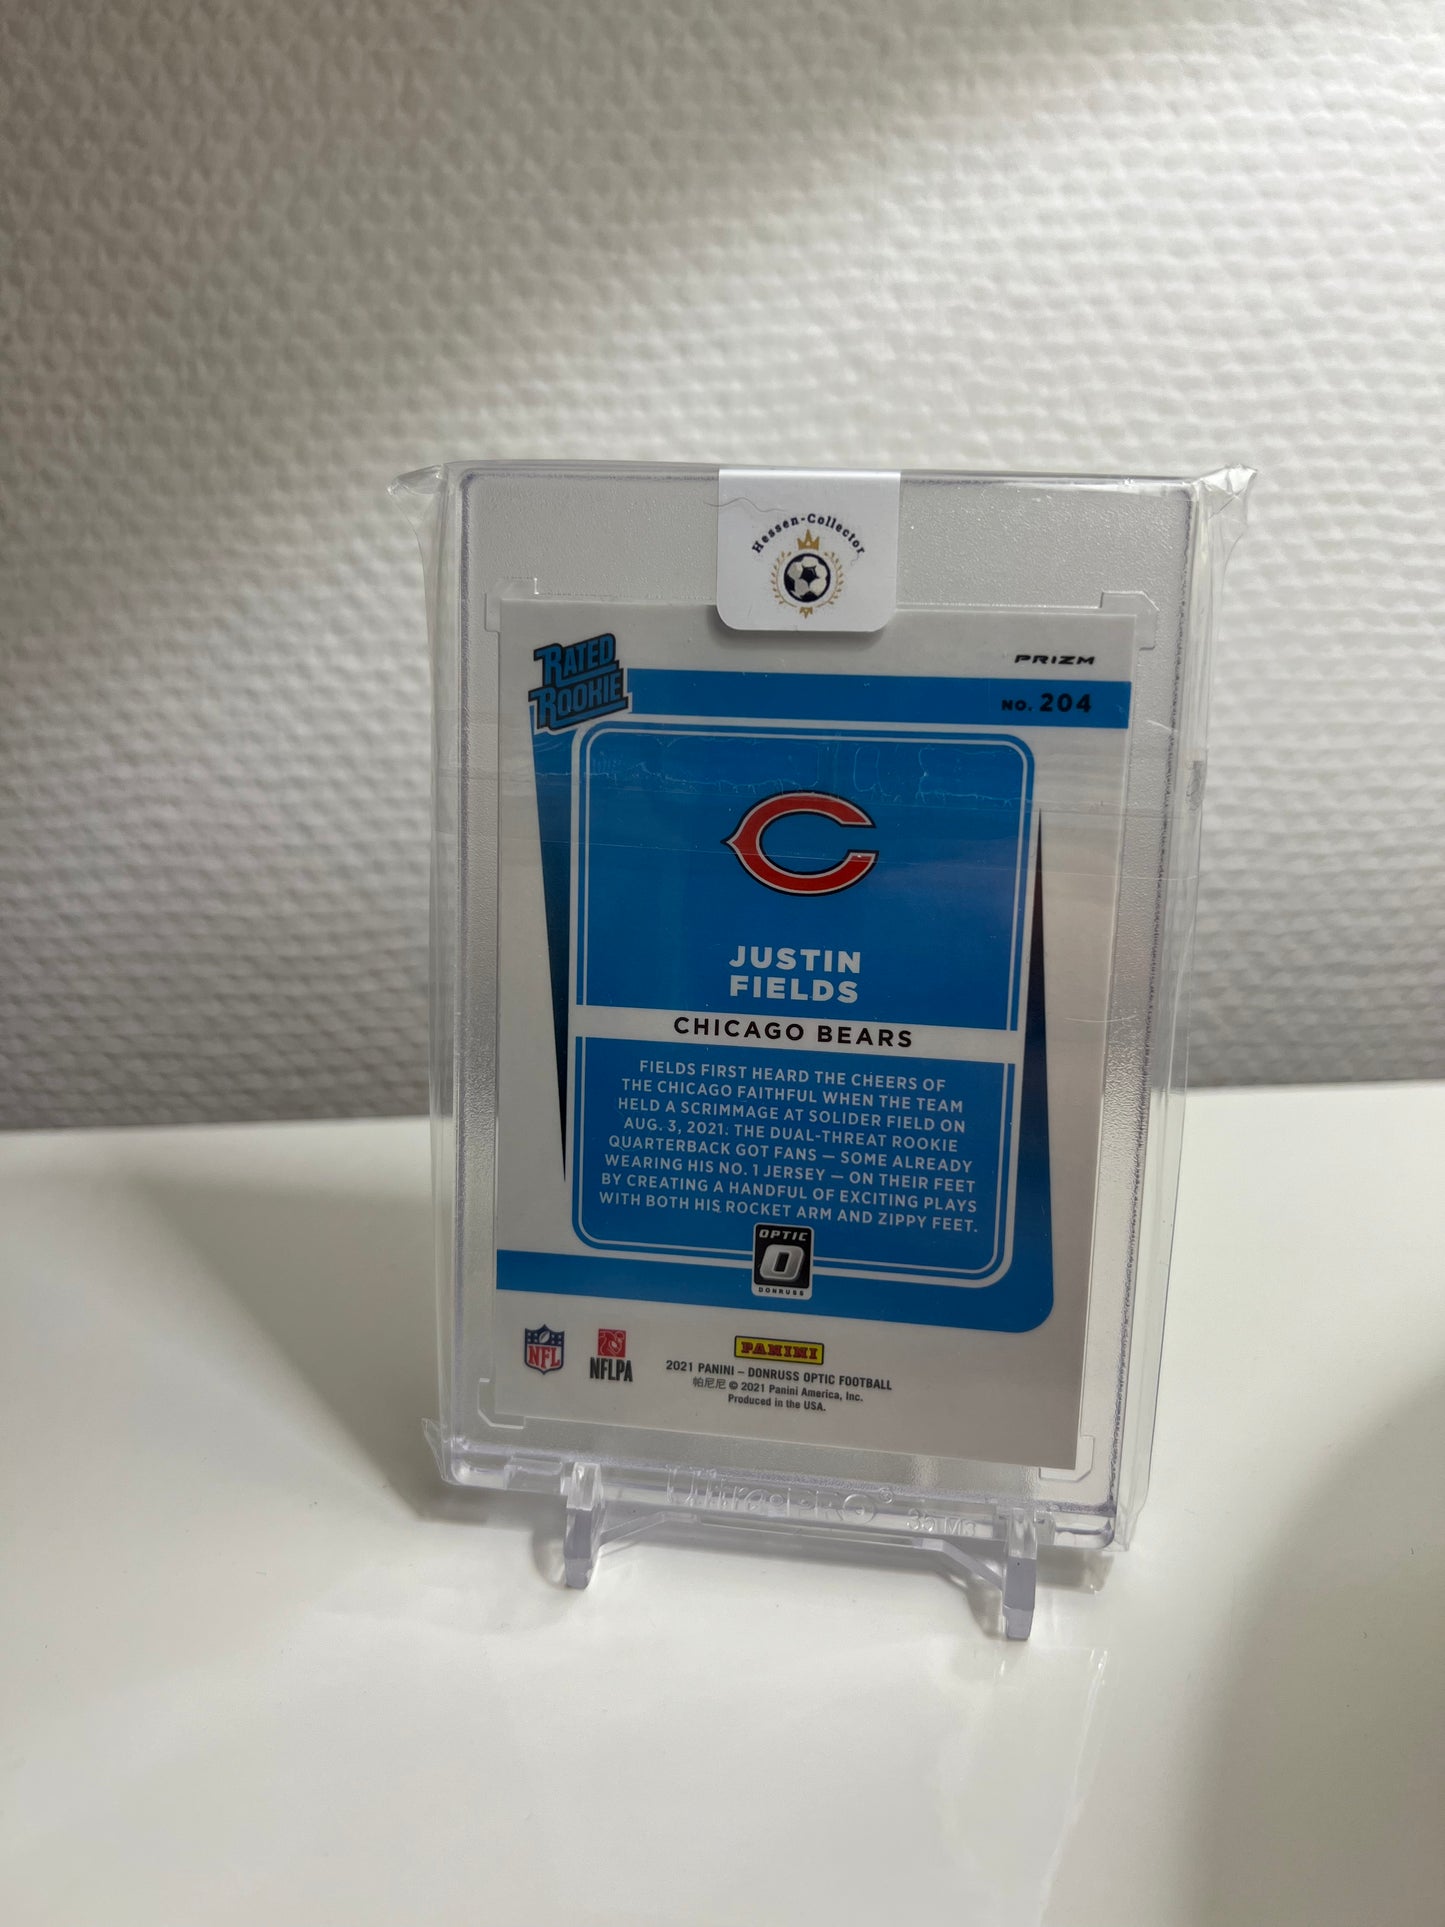 Hessen-Collector
RATED
ROOKIE
PRIZM
NO. 204
JUSTIN
FIELDS
CHICAGO BEARS
FIELDS FIRST HEARD THE CHEERS OF
THE CHICAGO FAITHFUL WHEN THE TEAM
HELD A SCRIMMAGE AT SOLIDER FIELD ON
AUG. 3, 2021. THE DUAL-THREAT ROOKIE
QUARTERBACK GOT FANS — SOME ALREADY
WEARING HIS NO. 1 JERSEY — ON THEIR FEET
BY CREATING A HANDFUL OF EXCITING PLAYS
WITH BOTH HIS ROCKET ARM AND ZIPPY FEET.
OPTIC
O
DONRUSS
NFL
NFLPA
PANINI
2021 PANINI – DONRUSS OPTIC FOOTBALL
帕尼尼 © 2021 Panini America, Inc.
Produced in the USA.
Ultra PRO®